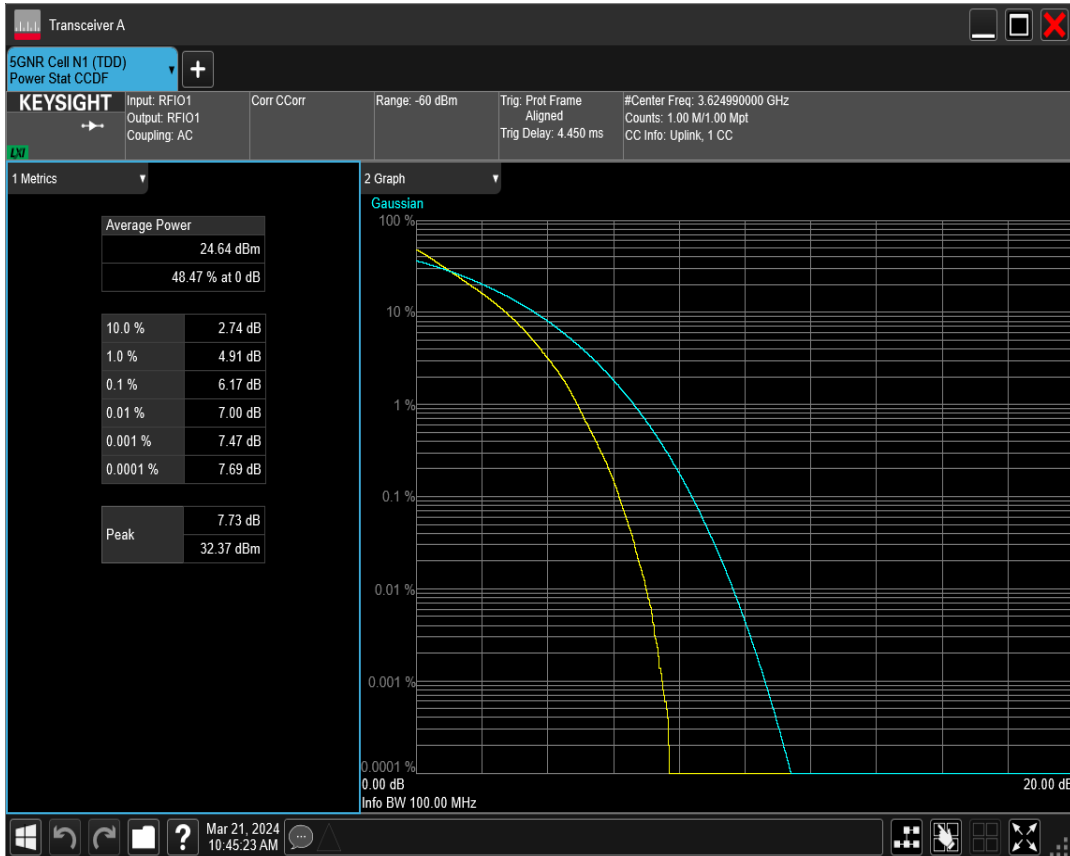 Transceiver A
5GNR Cell N1 (TDD)
Power Stat CCDF
+
KEYSIGHT
LXI
Input: RFIO1
Output: RFIO1
Coupling: AC
Corr CCorr
Range: -60 dBm
Trig: Prot Frame
Aligned
Trig Delay: 4.450 ms
#Center Freq: 3.624990000 GHz
Counts: 1.00 M/1.00 Mpt
CC Info: Uplink, 1 CC
1 Metrics
Average Power
24.64 dBm
48.47 % at 0 dB
10.0 % 2.74 dB
1.0 % 4.91 dB
0.1 % 6.17 dB
0.01 % 7.00 dB
0.001 % 7.47 dB
0.0001 % 7.69 dB
Peak
7.73 dB
32.37 dBm
2 Graph
Gaussian
100 %
10 %
1 %
0.1 %
0.01 %
0.001 %
0.0001 %
0.00 dB 20.00 dB
Info BW 100.00 MHz
?
Mar 21, 2024
10:45:23 AM